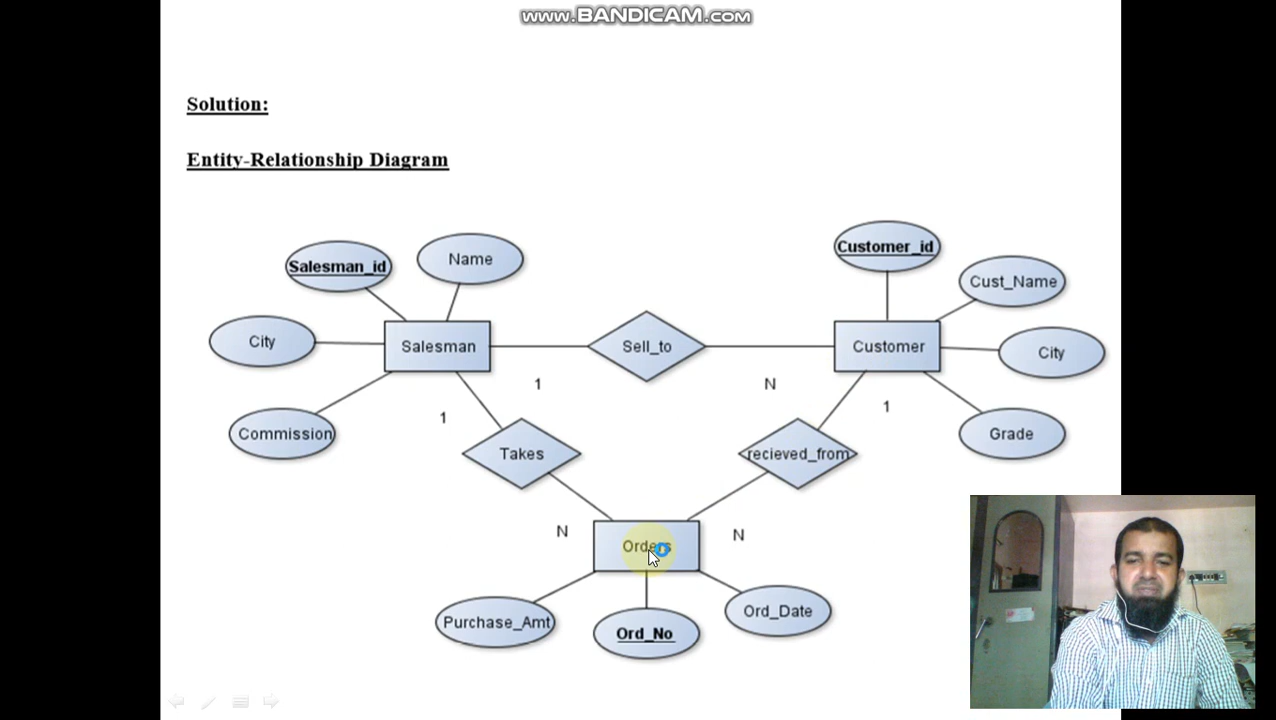 www.BANDICAM.com
Solution:
Entity-Relationship Diagram
Salesman_id
Name
Customer_id
Cust_Name
City
Salesman
Sell_to
Customer
City
1
N
Commission
1
1
Grade
Takes
recieved_from
N
N
Orders
Purchase_Amt
Ord_No
Ord_Date